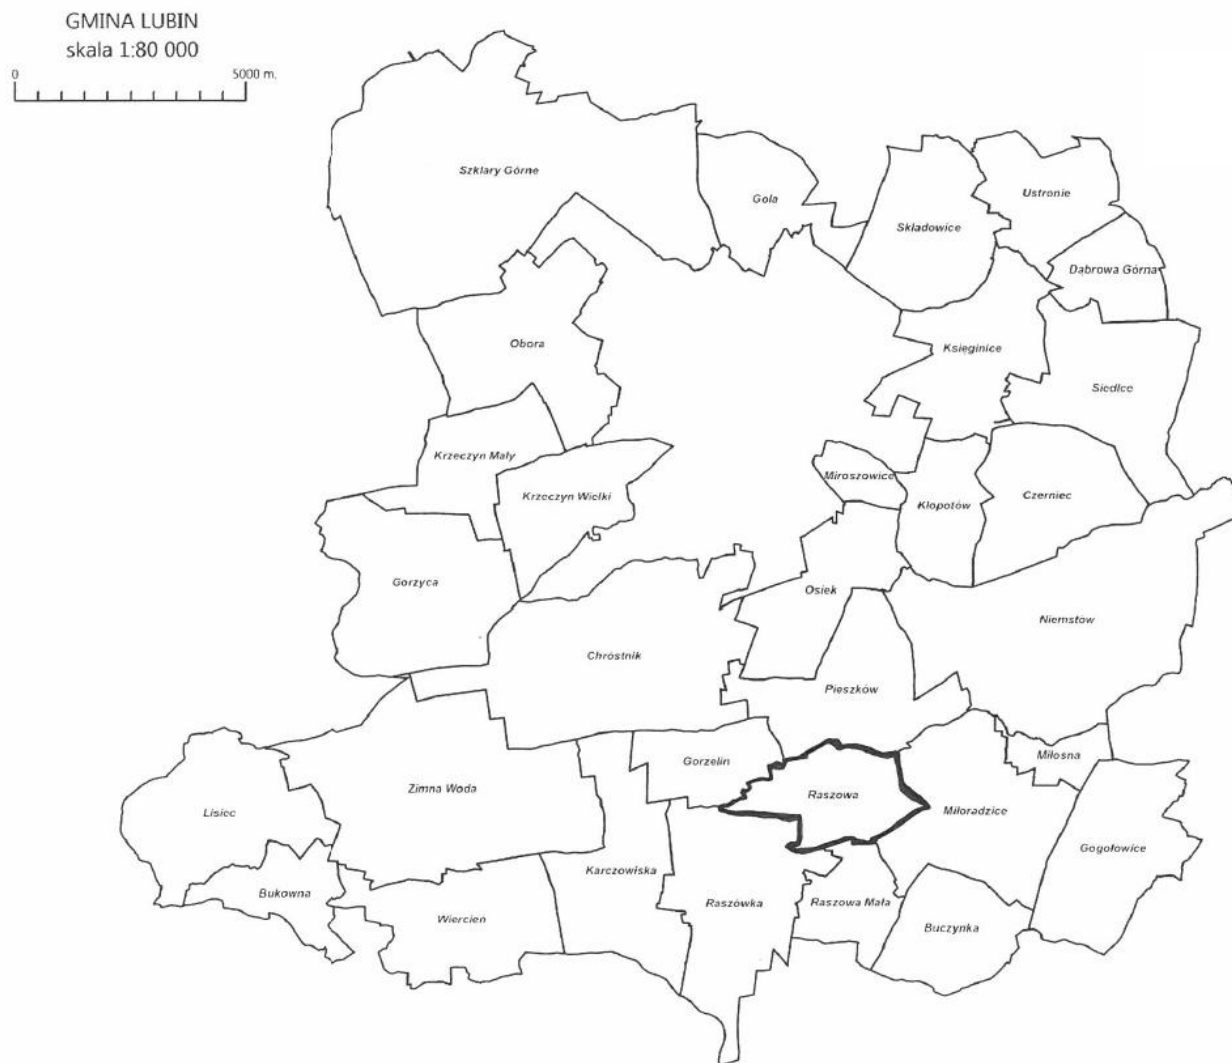 GMINA LUBIN
skala 1:80 000
0 5000 m.
Szklary Górne
Gola
Składowice
Ustronie
Dąbrowa Górna
Obora
Księginice
Siedlce
Krzeczyn Mały
Krzeczyn Wielki
Miroszowice
Kłopotów
Czerniec
Gorzyca
Osiek
Niemstów
Chróstnik
Pieszków
Gorzelin
Miłosna
Zimna Woda
Raszowa
Lisiec
Miłoradzice
Gogołowice
Karczowiska
Bukowna
Raszówka
Raszowa Mała
Wiercień
Buczynka